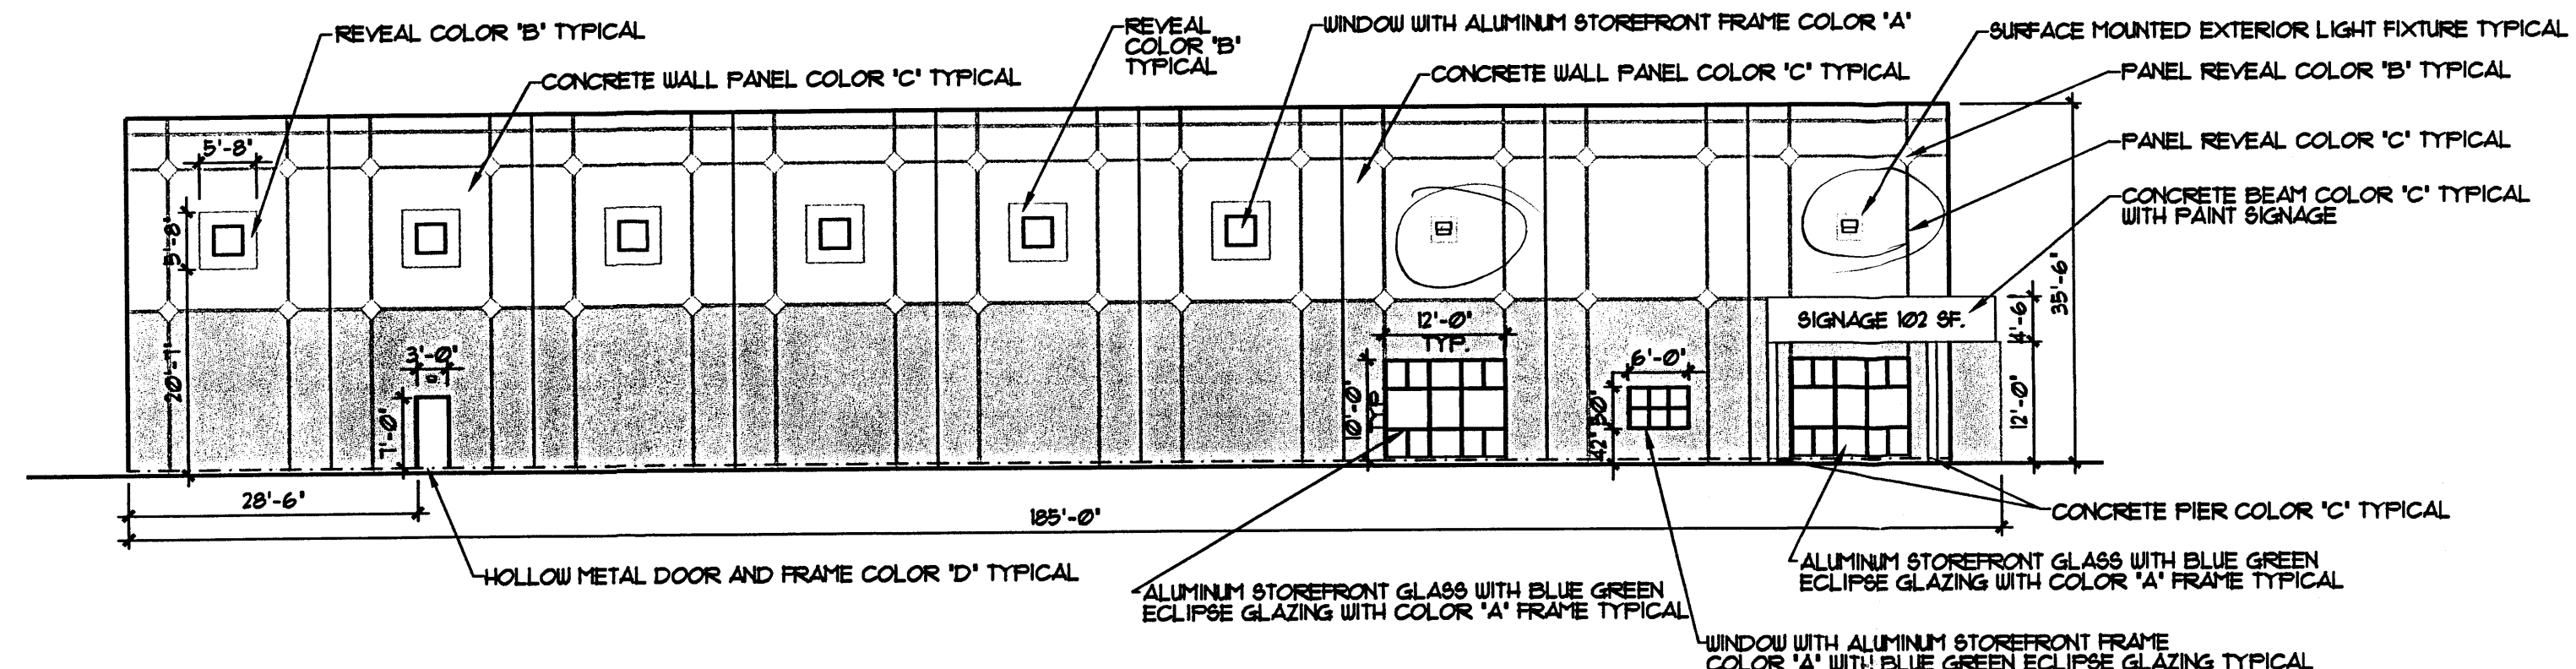 REVEAL COLOR "B" TYPICAL
CONCRETE WALL PANEL COLOR "C" TYPICAL
REVEAL
COLOR "B"
TYPICAL
WINDOW WITH ALUMINUM STOREFRONT FRAME COLOR "A"
CONCRETE WALL PANEL COLOR "C" TYPICAL
SURFACE MOUNTED EXTERIOR LIGHT FIXTURE TYPICAL
PANEL REVEAL COLOR "B" TYPICAL
PANEL REVEAL COLOR "C" TYPICAL
CONCRETE BEAM COLOR "C" TYPICAL
WITH PAINT SIGNAGE
5'-8"
5'-8"
20'-7"
3'-0"
7'-0"
12'-0"
TYP.
10'-0"
TYP.
6'-0"
50"
42"
SIGNAGE 102 SF.
4'-6"
12'-0"
35'-6"
28'-6"
185'-0"
HOLLOW METAL DOOR AND FRAME COLOR "D" TYPICAL
ALUMINUM STOREFRONT GLASS WITH BLUE GREEN
ECLIPSE GLAZING WITH COLOR "A" FRAME TYPICAL
CONCRETE PIER COLOR "C" TYPICAL
ALUMINUM STOREFRONT GLASS WITH BLUE GREEN
ECLIPSE GLAZING WITH COLOR "A" FRAME TYPICAL
WINDOW WITH ALUMINUM STOREFRONT FRAME
COLOR "A" WITH BLUE GREEN ECLIPSE GLAZING TYPICAL